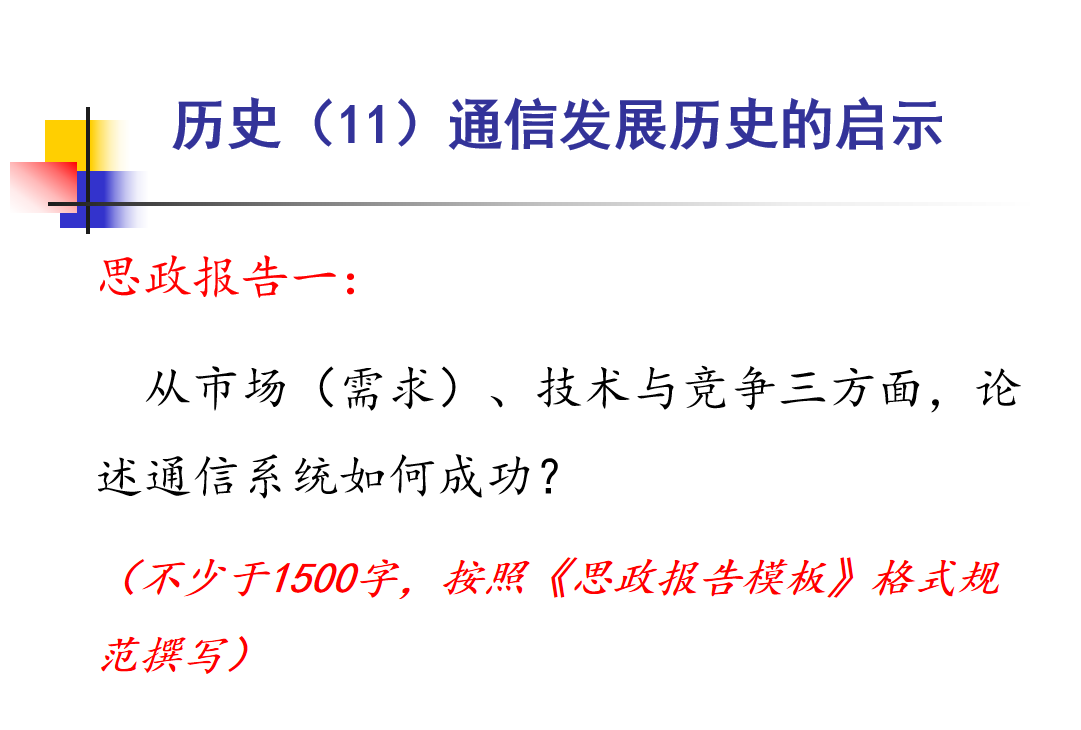 历史（11）通信发展历史的启示
思政报告一：
从市场（需求）、技术与竞争三方面，论
述通信系统如何成功？
（不少于1500字，按照《思政报告模板》格式规
范撰写）